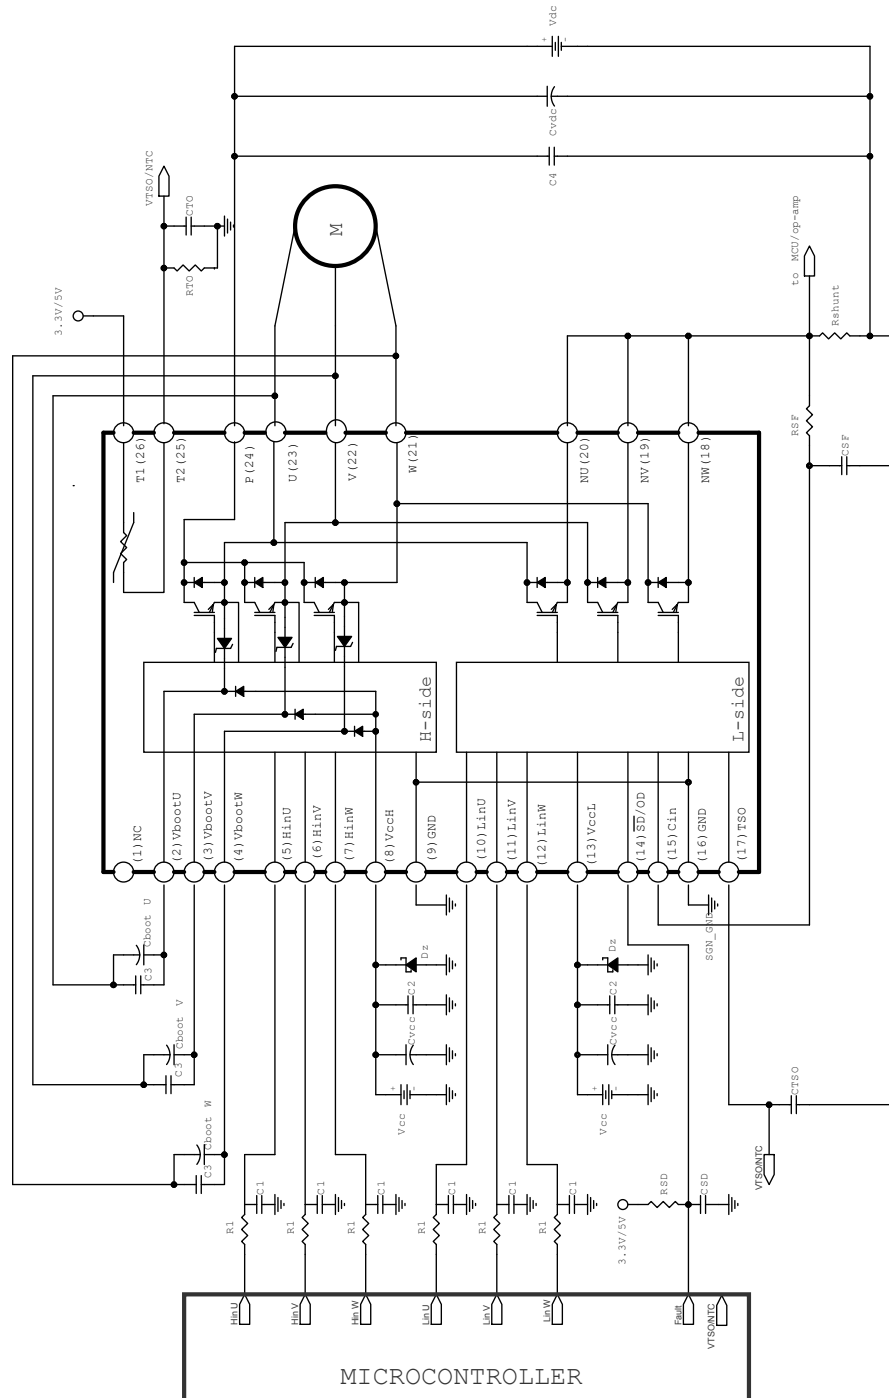 Vdc
Cvdc
C4
VTSO/NTC
CTO
RTO
3.3V/5V
M
to MCU/op-amp
Rshunt
RSF
CSF
T1(26)
T2(25)
P(24)
U(23)
V(22)
W(21)
NU(20)
NV(19)
NW(18)
H-side
L-side
(1)NC
(2)VbootU
(3)VbootV
(4)VbootW
(5)HinU
(6)HinV
(7)HinW
(8)VccH
(9)GND
(10)LinU
(11)LinV
(12)LinW
(13)VccL
(14)SD/OD
(15)Cin
(16)GND
(17)TSO
SGN_GND
Cboot U
C3
Cboot V
C3
Cboot W
C3
Dz
C2
Cvcc
Vcc
+
-
Dz
C2
Cvcc
Vcc
+
-
CTSO
VTSO/NTC
R1
C1
R1
C1
R1
C1
R1
C1
R1
C1
R1
C1
3.3V/5V
RSD
CSD
Hin U
Hin V
Hin W
Lin U
Lin V
Lin W
Fault
VTSO/NTC
MICROCONTROLLER